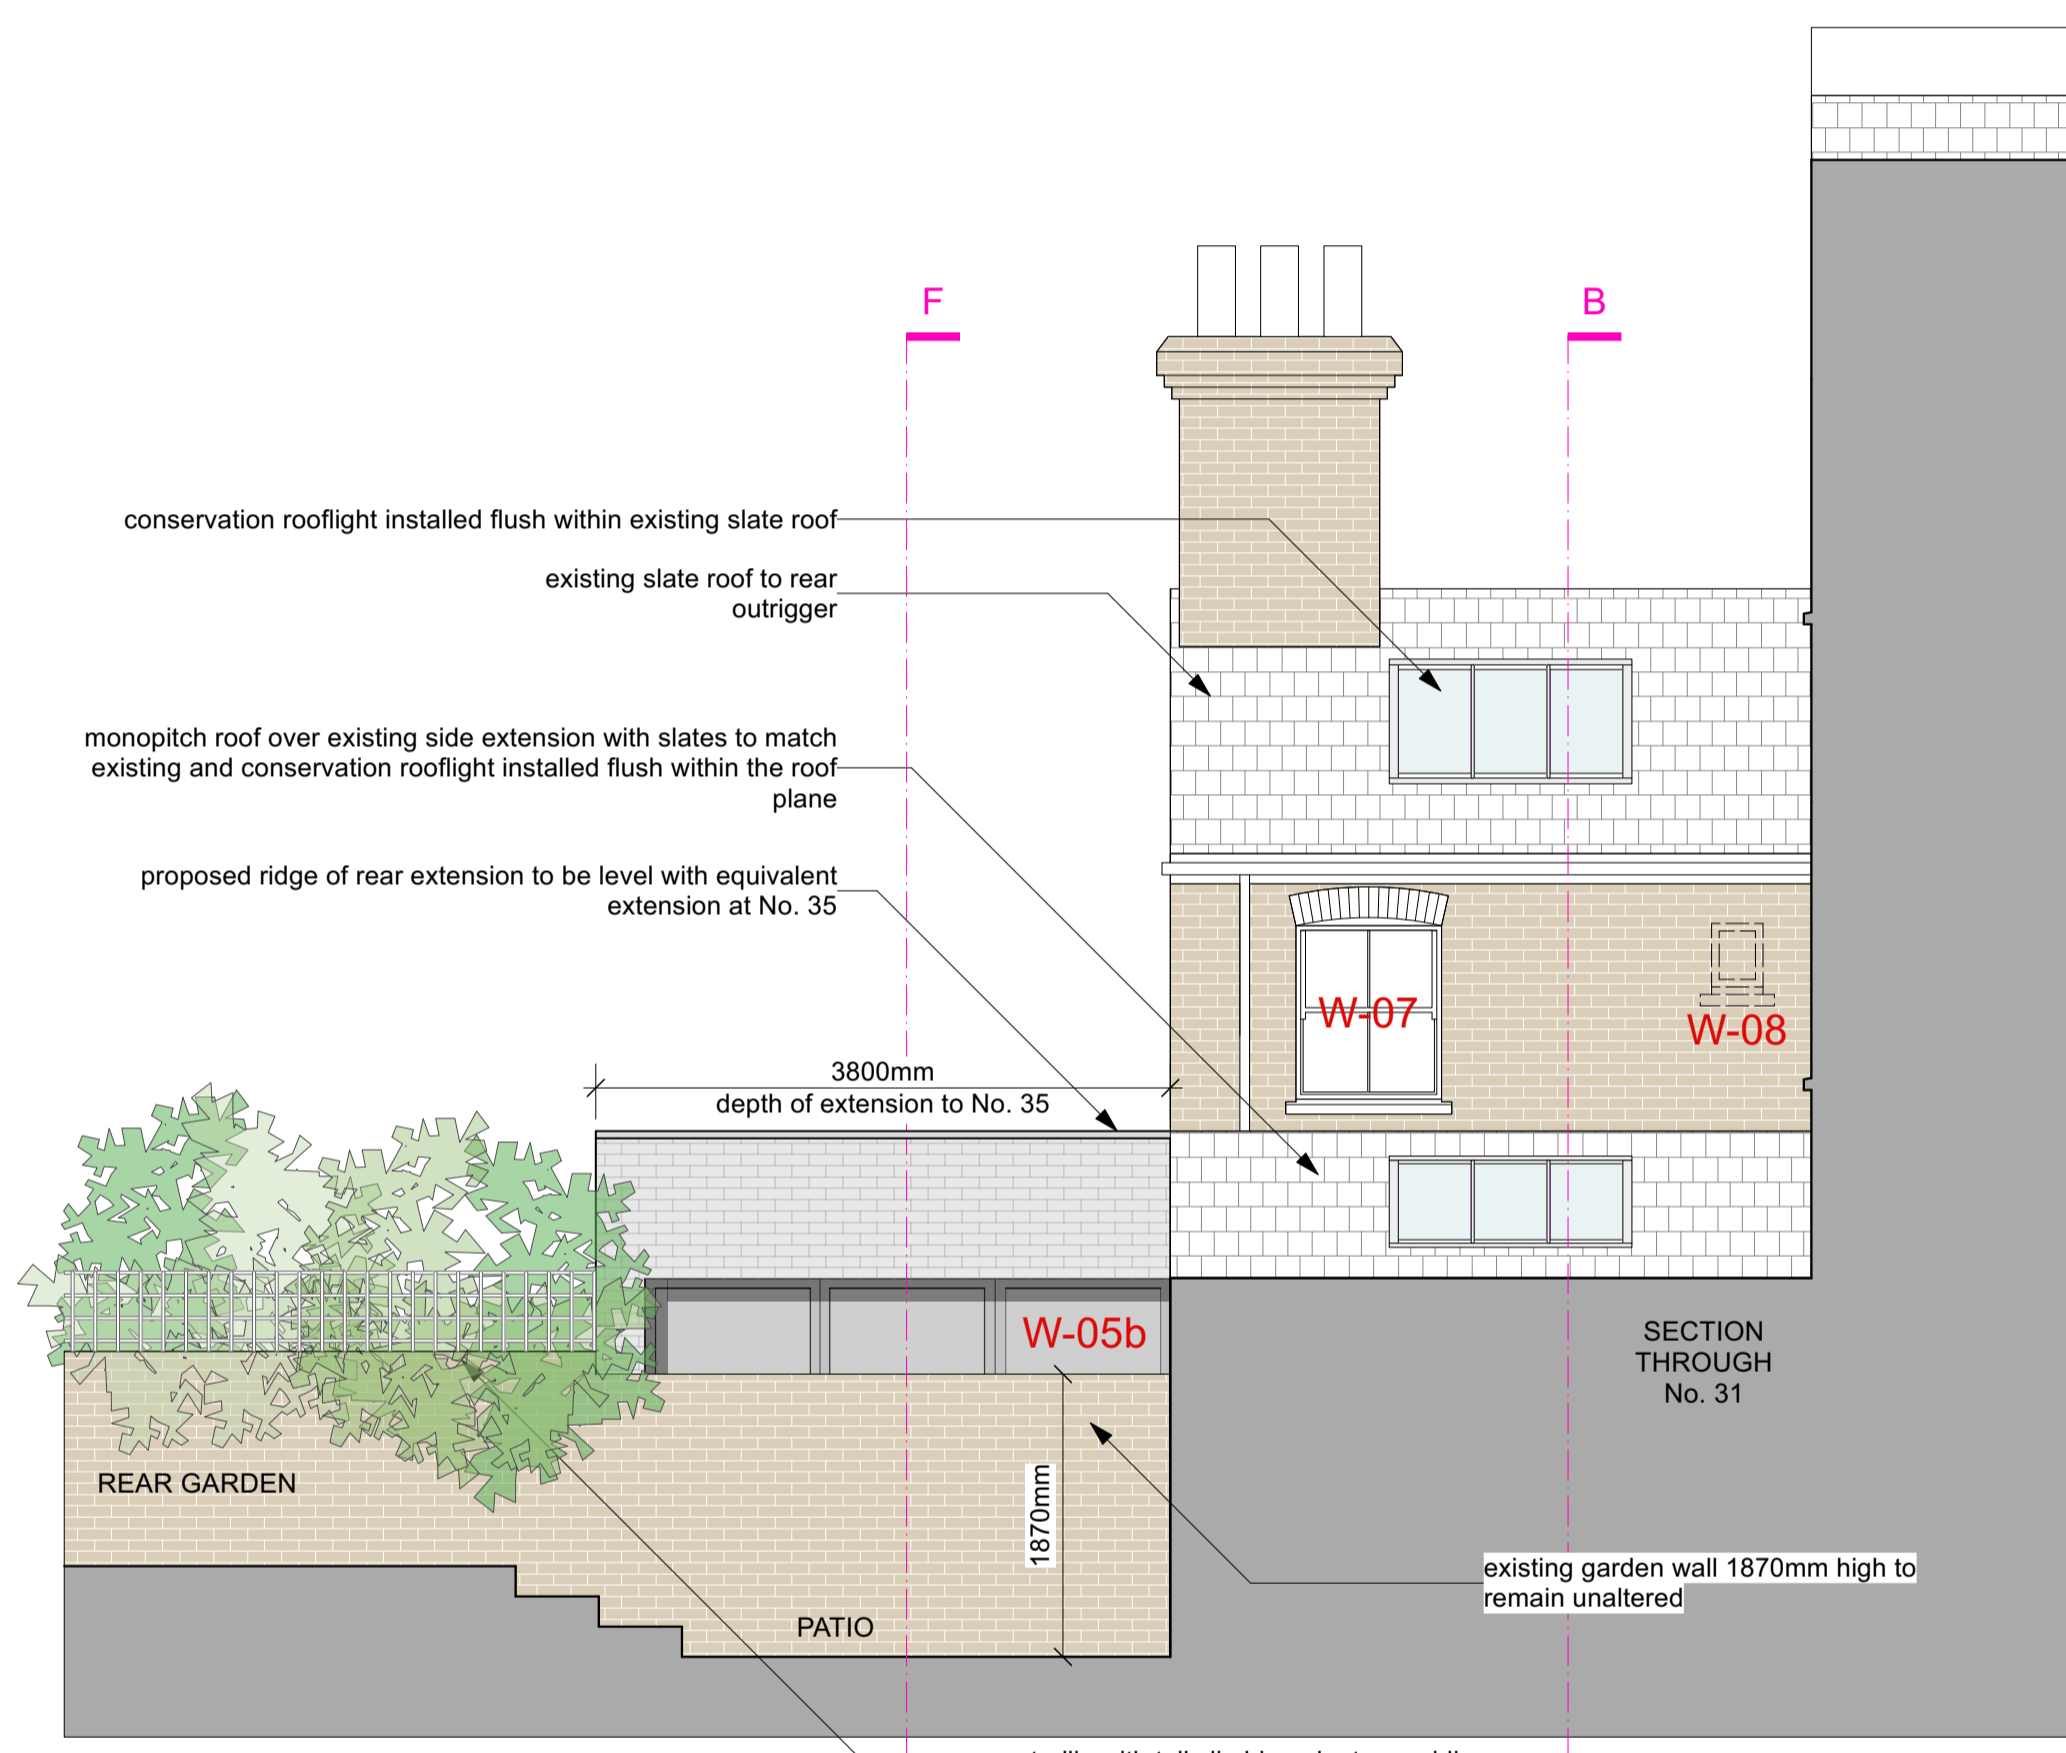 F
B
conservation rooflight installed flush within existing slate roof
existing slate roof to rear
outrigger
monopitch roof over existing side extension with slates to match
existing and conservation rooflight installed flush within the roof
plane
proposed ridge of rear extension to be level with equivalent
extension at No. 35
W-07
W-08
3800mm
depth of extension to No. 35
W-05b
SECTION
THROUGH
No. 31
REAR GARDEN
1870mm
existing garden wall 1870mm high to
remain unaltered
PATIO